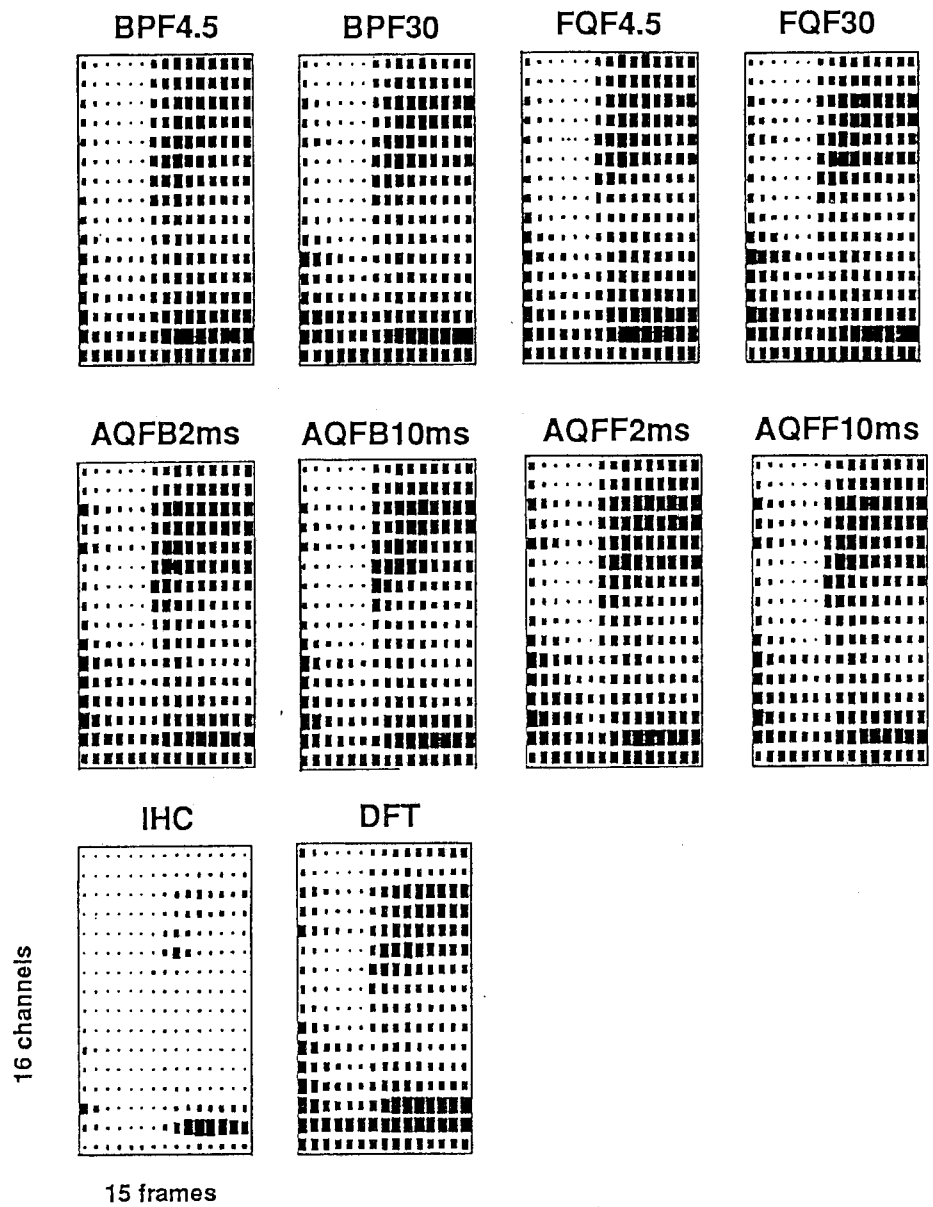 BPF4.5 BPF30 FQF4.5 FQF30
AQFB2ms AQFB10ms AQFF2ms AQFF10ms
IHC DFT
16 channels
15 frames